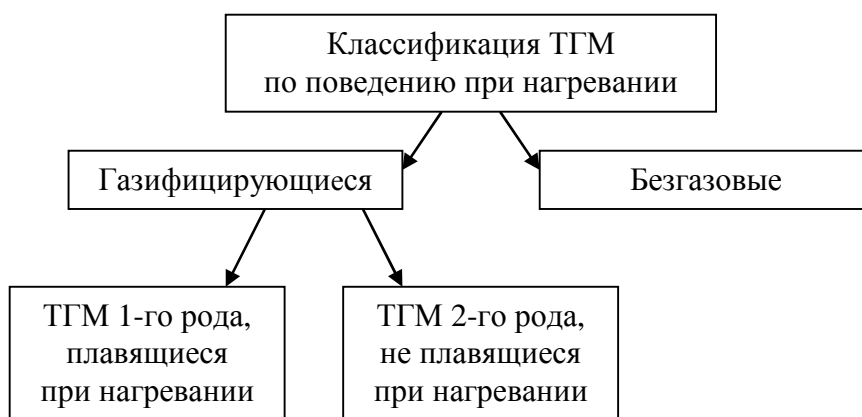 Классификация ТГМ
по поведению при нагревании
Газифицирующиеся
Безгазовые
ТГМ 1-го рода,
плавящиеся
при нагревании
ТГМ 2-го рода,
не плавящиеся
при нагревании